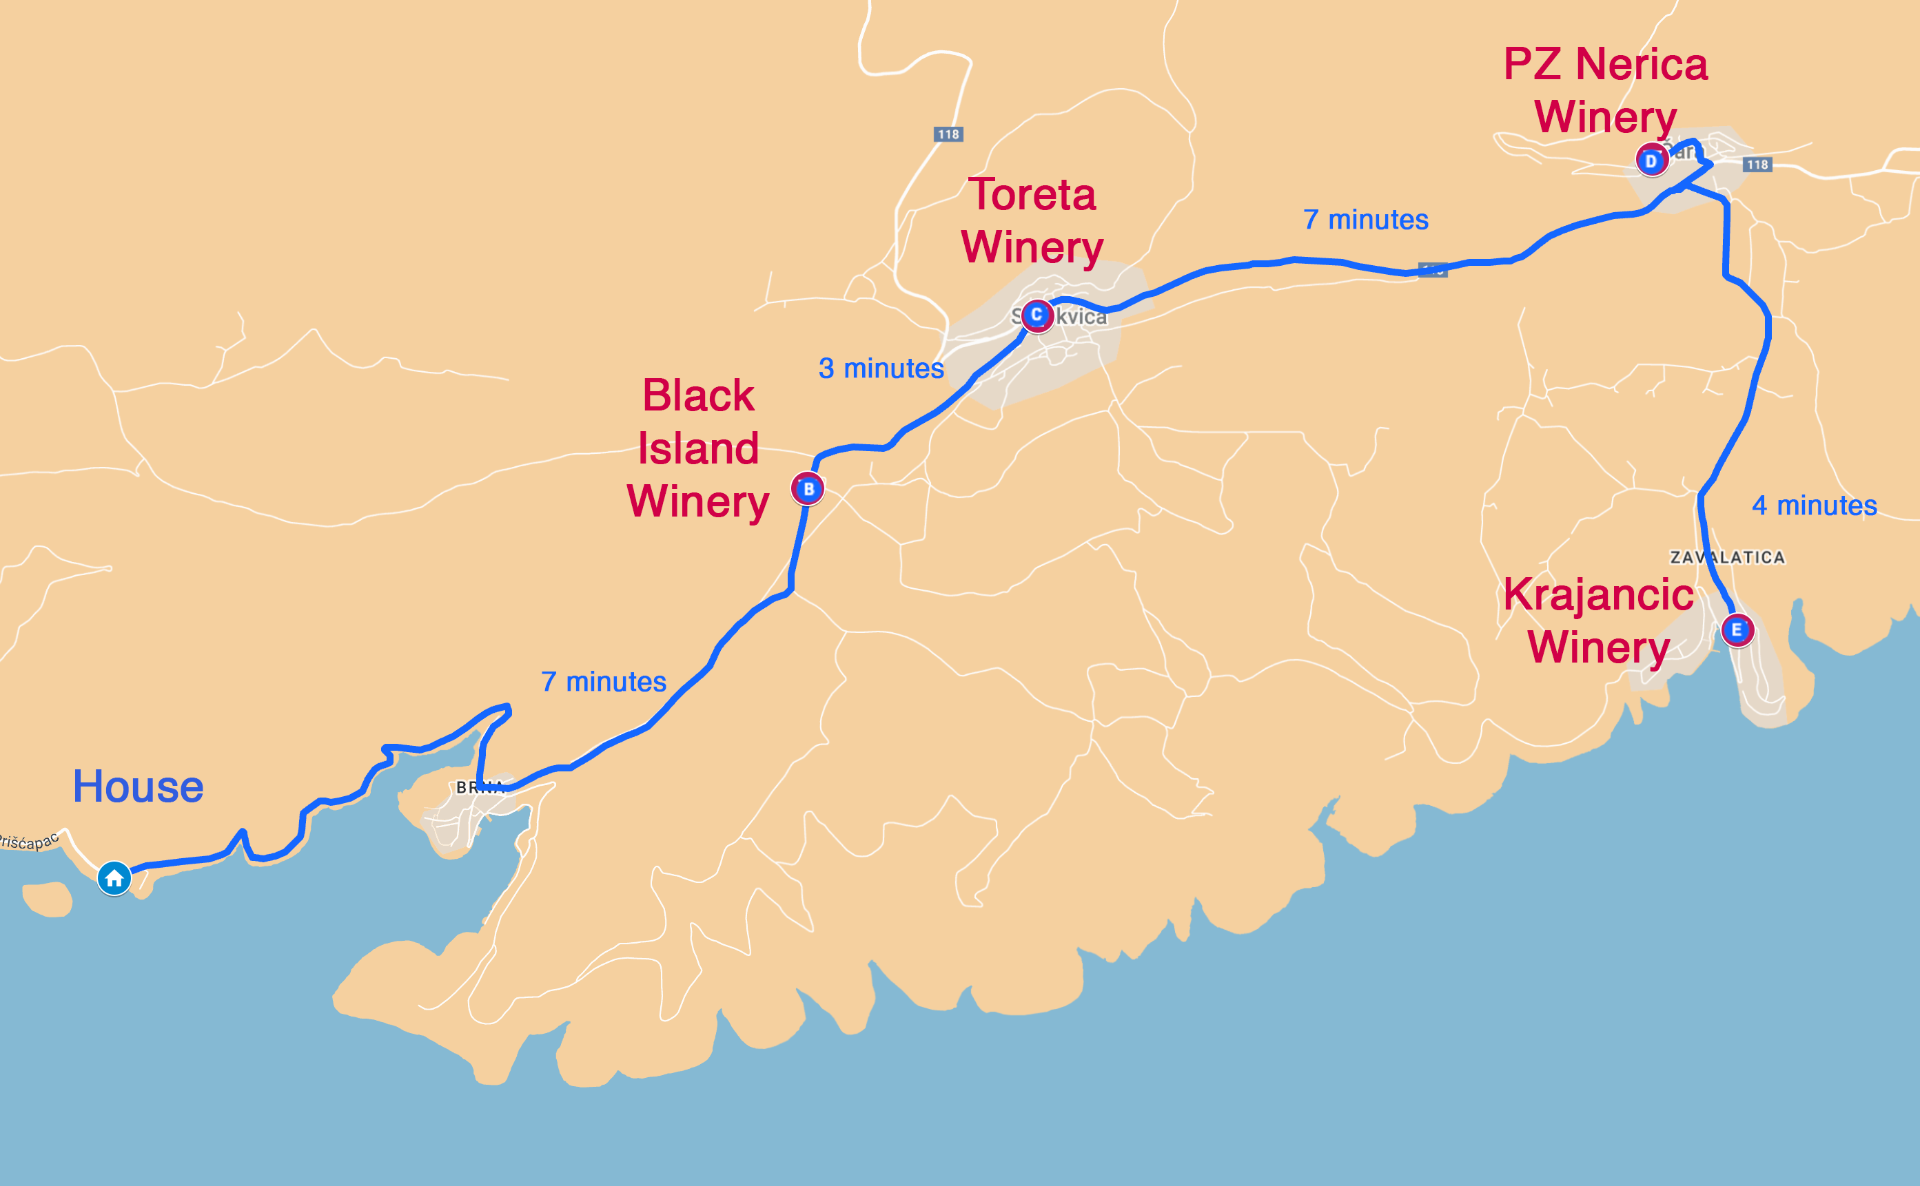 PZ Nerica
Winery
118
D
118
Toreta
Winery
7 minutes
C
3 minutes
Black
Island
Winery
B
4 minutes
ZAVALATICA
Krajancic
Winery
E
7 minutes
House
BRNA